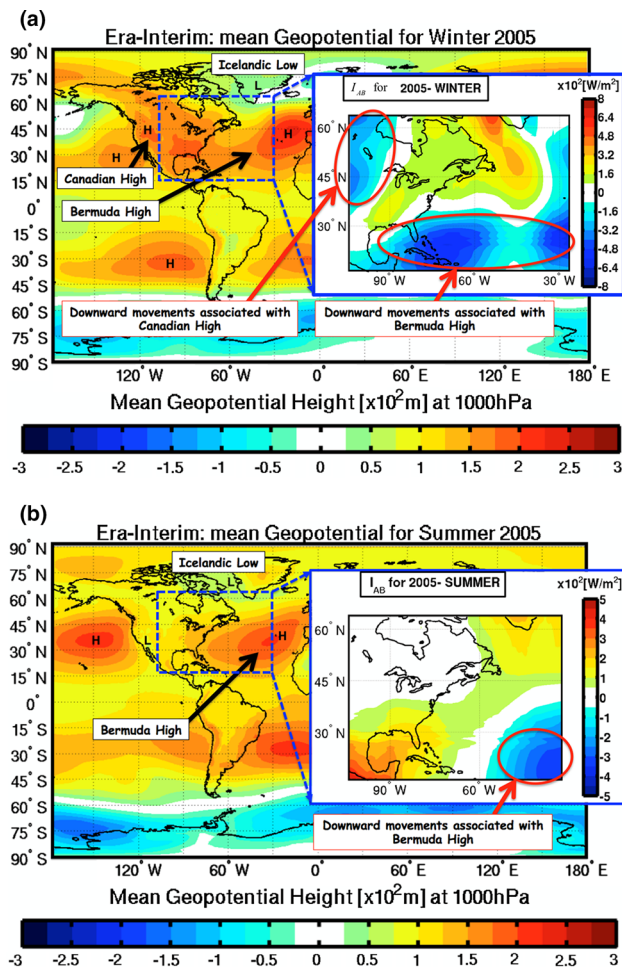 (a)
Era-Interim: mean Geopotential for Winter 2005
90° N
75° N
60° N
45° N
30° N
15° N
0°
15° S
30° S
45° S
60° S
75° S
90° S
Icelandic Low
L
H
H
H
H
H
Canadian High
Bermuda High
I_AB for 2005- WINTER
x10²[W/m²]
60°N
45°N
30°N
90°W
60°W
30°W
8
6.4
4.8
3.2
1.6
0
-1.6
-3.2
-4.8
-6.4
-8
Downward movements associated with
Canadian High
Downward movements associated with
Bermuda High
120° W
60° W
0°
60° E
120° E
180° E
Mean Geopotential Height [x10²m] at 1000hPa
-3 -2.5 -2 -1.5 -1 -0.5 0 0.5 1 1.5 2 2.5 3
(b)
Era-Interim: mean Geopotential for Summer 2005
90° N
75° N
60° N
45° N
30° N
15° N
0°
15° S
30° S
45° S
60° S
75° S
90° S
Icelandic Low
L
H
L
H
Bermuda High
I_AB for 2005- SUMMER
x10²[W/m²]
60°N
45°N
30°N
90°W
60°W
30°W
5
4
3
2
1
0
-1
-2
-3
-4
-5
Downward movements associated with
Bermuda High
120° W
60° W
0°
60° E
120° E
180° E
Mean Geopotential Height [x10²m] at 1000hPa
-3 -2.5 -2 -1.5 -1 -0.5 0 0.5 1 1.5 2 2.5 3